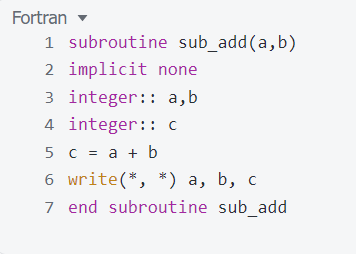 Fortran
1 subroutine sub_add(a,b)
2 implicit none
3 integer:: a,b
4 integer:: c
5 c = a + b
6 write(*, *) a, b, c
7 end subroutine sub_add